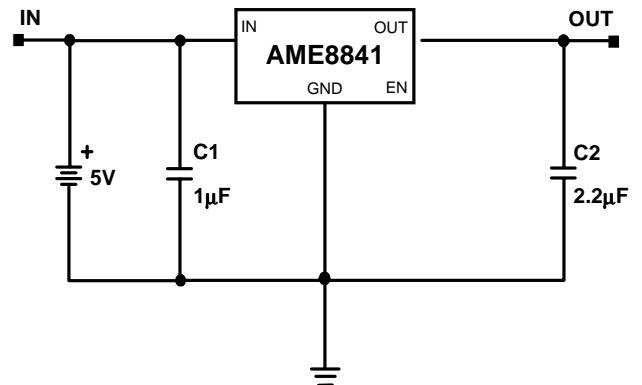 IN
OUT
IN
OUT
AME8841
GND
EN
+
5V
C1
1μF
C2
2.2μF